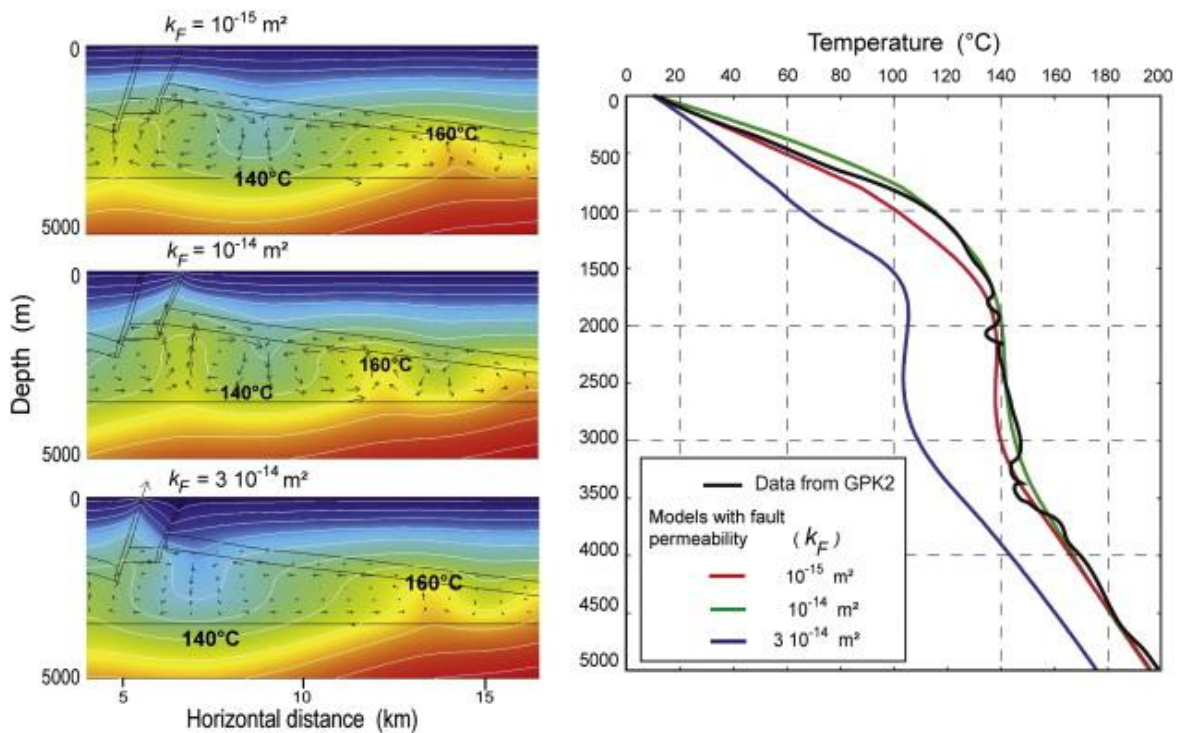 k_F = 10⁻¹⁵ m²
0
160°C
140°C
5000
k_F = 10⁻¹⁴ m²
0
160°C
140°C
5000
k_F = 3 10⁻¹⁴ m²
0
160°C
140°C
5000
5 10 15
Horizontal distance (km)
Depth (m)
Temperature (°C)
0 20 40 60 80 100 120 140 160 180 200
0
500
1000
1500
2000
2500
3000
3500
4000
4500
5000
Data from GPK2
Models with fault
permeability (k_F)
10⁻¹⁵ m²
10⁻¹⁴ m²
3 10⁻¹⁴ m²